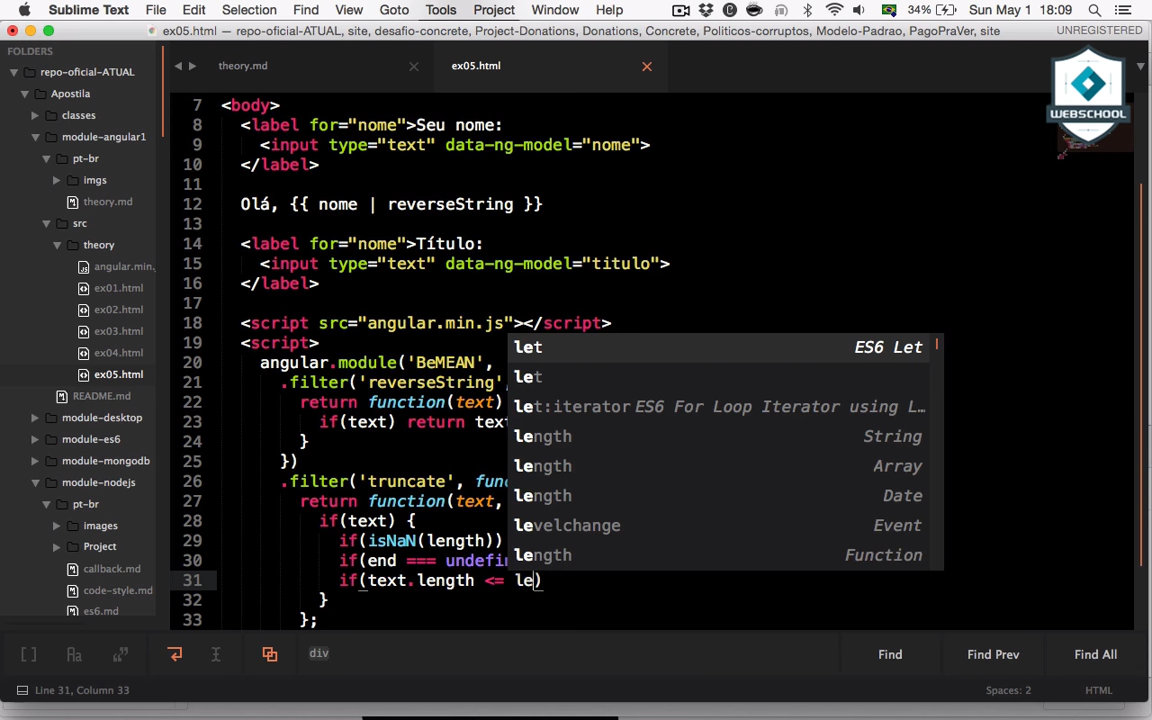 Sublime Text File Edit Selection Find View Goto Tools Project Window Help 34% Sun May 1 18:09
ex05.html — repo-oficial-ATUAL, site, desafio-concrete, Project-Donations, Donations, Concrete, Politicos-corruptos, Modelo-Padrao, PagoPraVer, site UNREGISTERED
FOLDERS
repo-oficial-ATUAL
Apostila
classes
module-angular1
pt-br
imgs
theory.md
src
theory
angular.min.
ex01.html
ex02.html
ex03.html
ex04.html
ex05.html
README.md
module-desktop
module-es6
module-mongodb
module-nodejs
pt-br
images
Project
callback.md
code-style.md
es6.md
theory.md ex05.html
WEBSCHOOL
7 <body>
8 <label for="nome">Seu nome:
9 <input type="text" data-ng-model="nome">
10 </label>
11
12 Olá, {{ nome | reverseString }}
13
14 <label for="nome">Título:
15 <input type="text" data-ng-model="titulo">
16 </label>
17
18 <script src="angular.min.js"></script>
19 <script>
20 angular.module('BeMEAN',
21 .filter('reverseString',
22 return function(text)
23 if(text) return tex
24 }
25 })
26 .filter('truncate', func
27 return function(text,
28 if(text) {
29 if(isNaN(length))
30 if(end === undefin
31 if(text.length <= le)
32 }
33 };
let ES6 Let
let
let:iterator ES6 For Loop Iterator using L…
length String
length Array
length Date
levelchange Event
length Function
[ ] Aa “” div Find Find Prev Find All
Line 31, Column 33 Spaces: 2 HTML